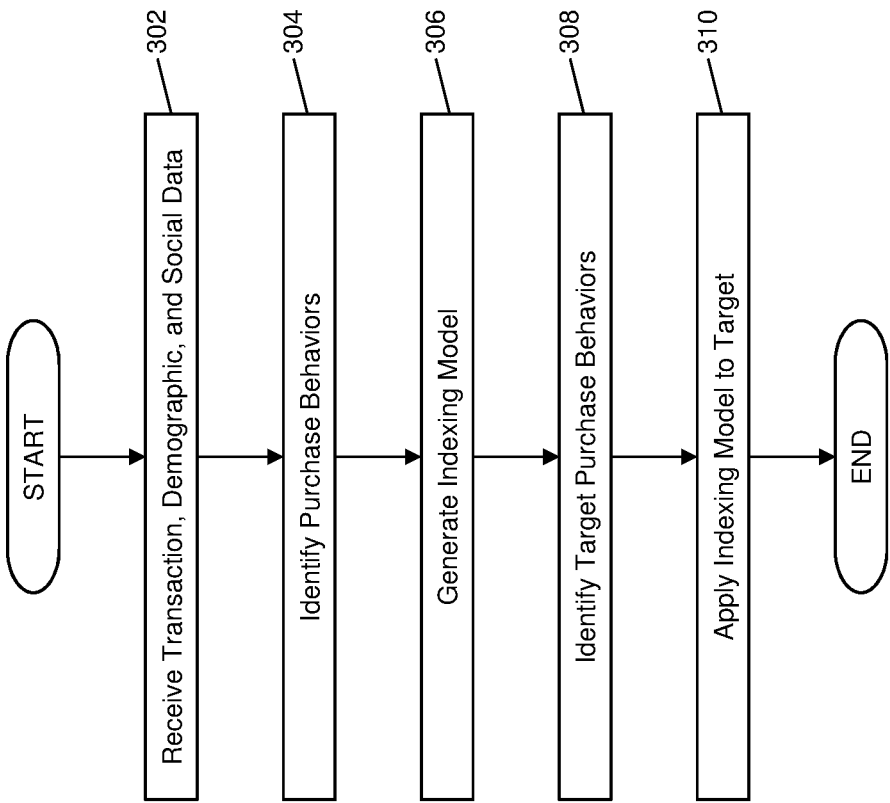 START
Receive Transaction, Demographic, and Social Data
302
Identify Purchase Behaviors
304
Generate Indexing Model
306
Identify Target Purchase Behaviors
308
Apply Indexing Model to Target
310
END